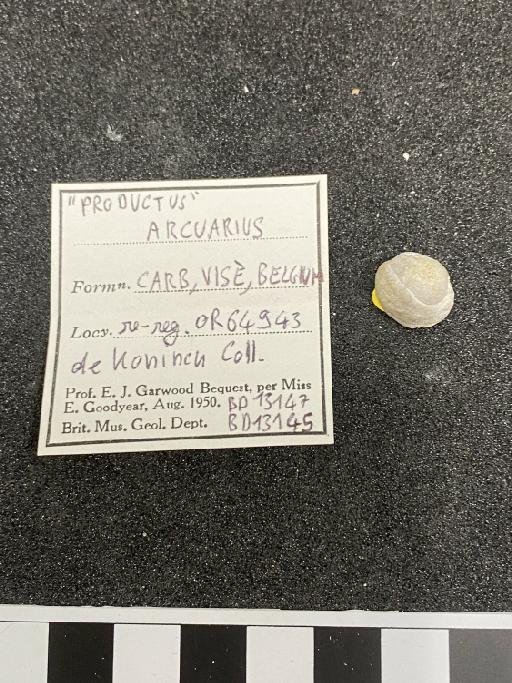 "PRODUCTUS"
ARCUARIUS
Formn. CARB, VISÈ, BELGIUM
Locy. re-reg. OR64943
de Koninck Coll.
Prof. E. J. Garwood Bequest, per Miss
E. Goodyear, Aug. 1950. BD 13147
Brit. Mus. Geol. Dept. BD13145